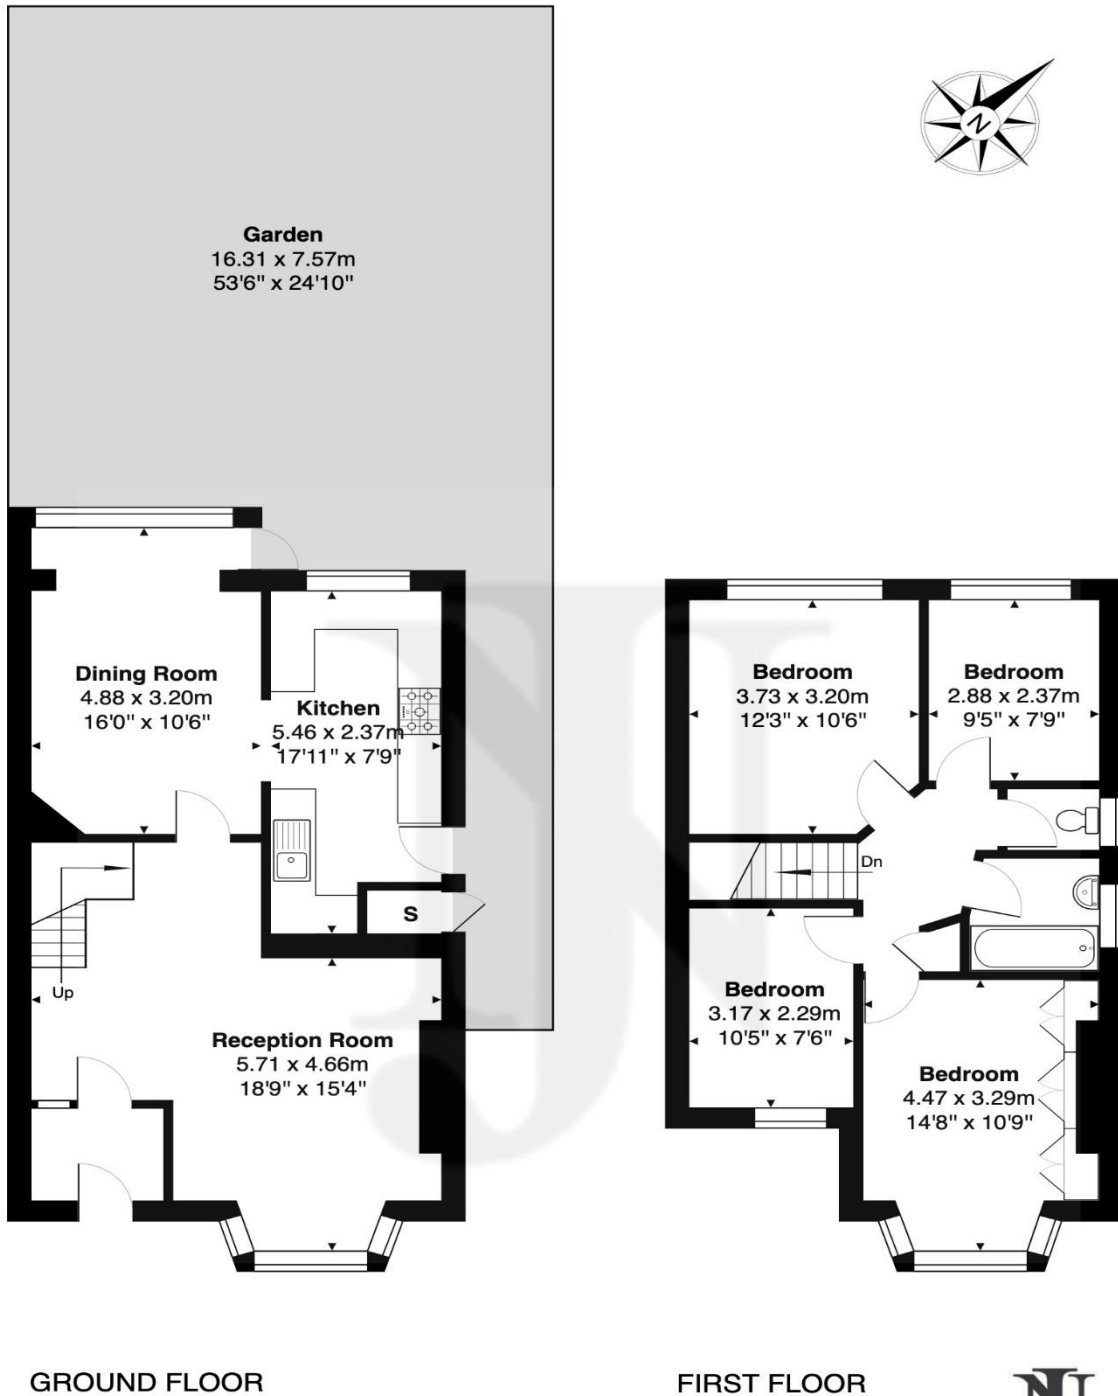 N
Garden
16.31 x 7.57m
53'6" x 24'10"
Dining Room
4.88 x 3.20m
16'0" x 10'6"
Kitchen
5.46 x 2.37m
17'11" x 7'9"
S
Up
Reception Room
5.71 x 4.66m
18'9" x 15'4"
Bedroom
3.73 x 3.20m
12'3" x 10'6"
Bedroom
2.88 x 2.37m
9'5" x 7'9"
Dn
Bedroom
3.17 x 2.29m
10'5" x 7'6"
Bedroom
4.47 x 3.29m
14'8" x 10'9"
GROUND FLOOR
FIRST FLOOR
NJ